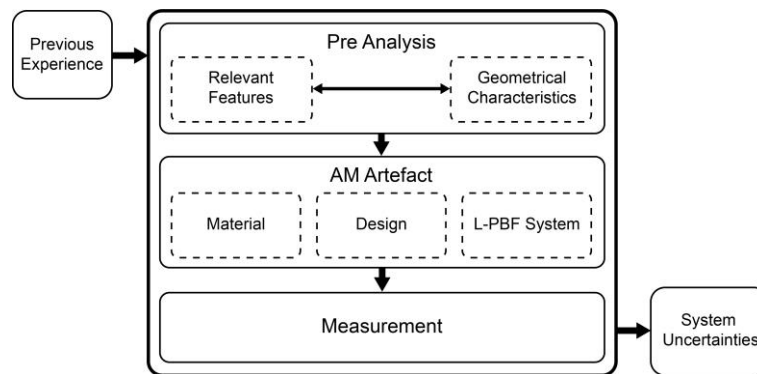 Previous
Experience
Pre Analysis
Relevant
Features
Geometrical
Characteristics
AM Artefact
Material
Design
L-PBF System
Measurement
System
Uncertainties